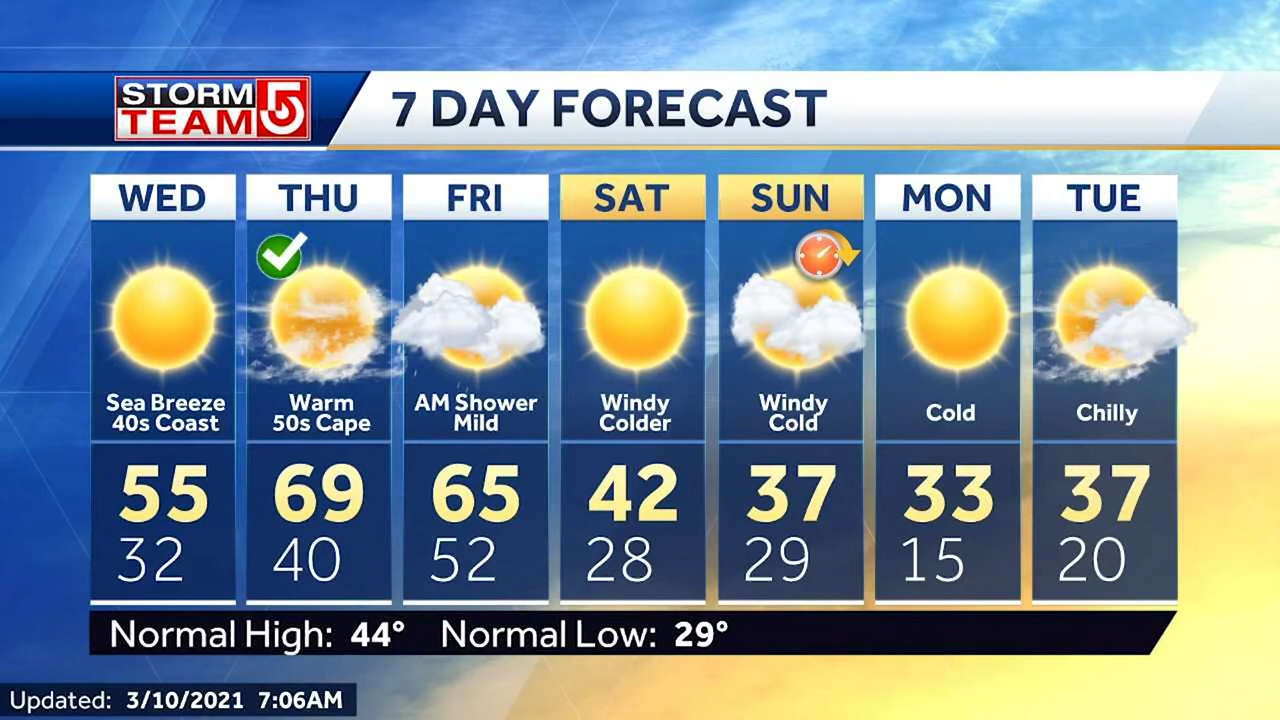 STORM
TEAM 5
7 DAY FORECAST
WED
THU
FRI
SAT
SUN
MON
TUE
Sea Breeze
40s Coast
Warm
50s Cape
AM Shower
Mild
Windy
Colder
Windy
Cold
Cold
Chilly
55
69
65
42
37
33
37
32
40
52
28
29
15
20
Normal High: 44° Normal Low: 29°
Updated: 3/10/2021 7:06AM